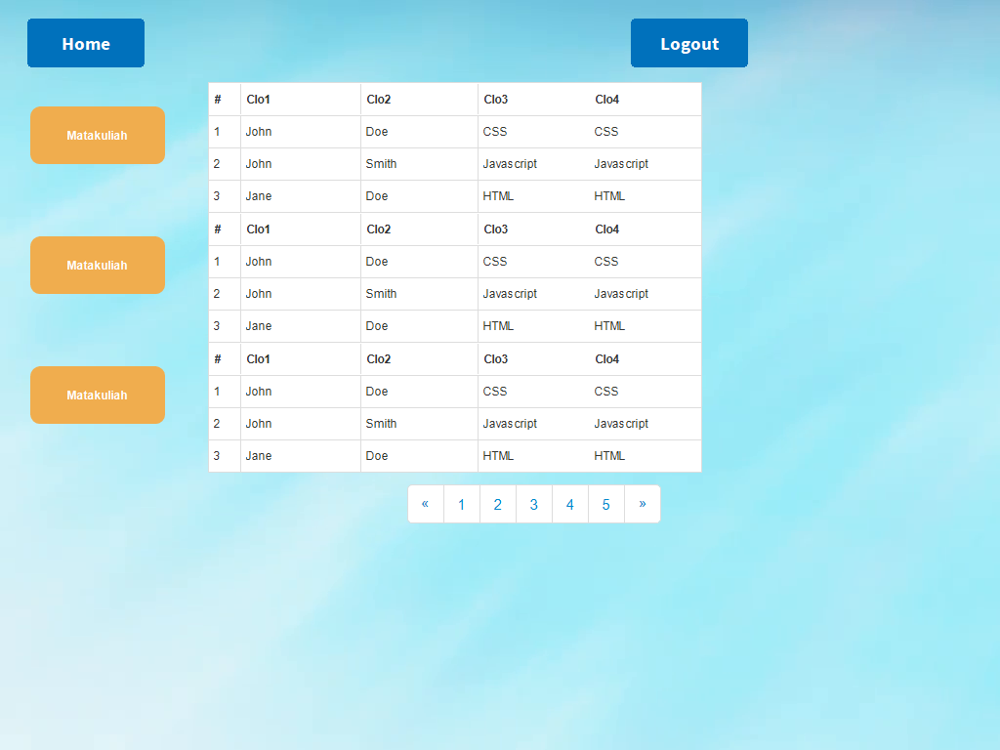 Home Logout
# Clo1 Clo2 Clo3 Clo4
Matakuliah
1 John Doe CSS CSS
2 John Smith Javascript Javascript
3 Jane Doe HTML HTML
# Clo1 Clo2 Clo3 Clo4
Matakuliah
1 John Doe CSS CSS
2 John Smith Javascript Javascript
3 Jane Doe HTML HTML
# Clo1 Clo2 Clo3 Clo4
Matakuliah
1 John Doe CSS CSS
2 John Smith Javascript Javascript
3 Jane Doe HTML HTML
« 1 2 3 4 5 »